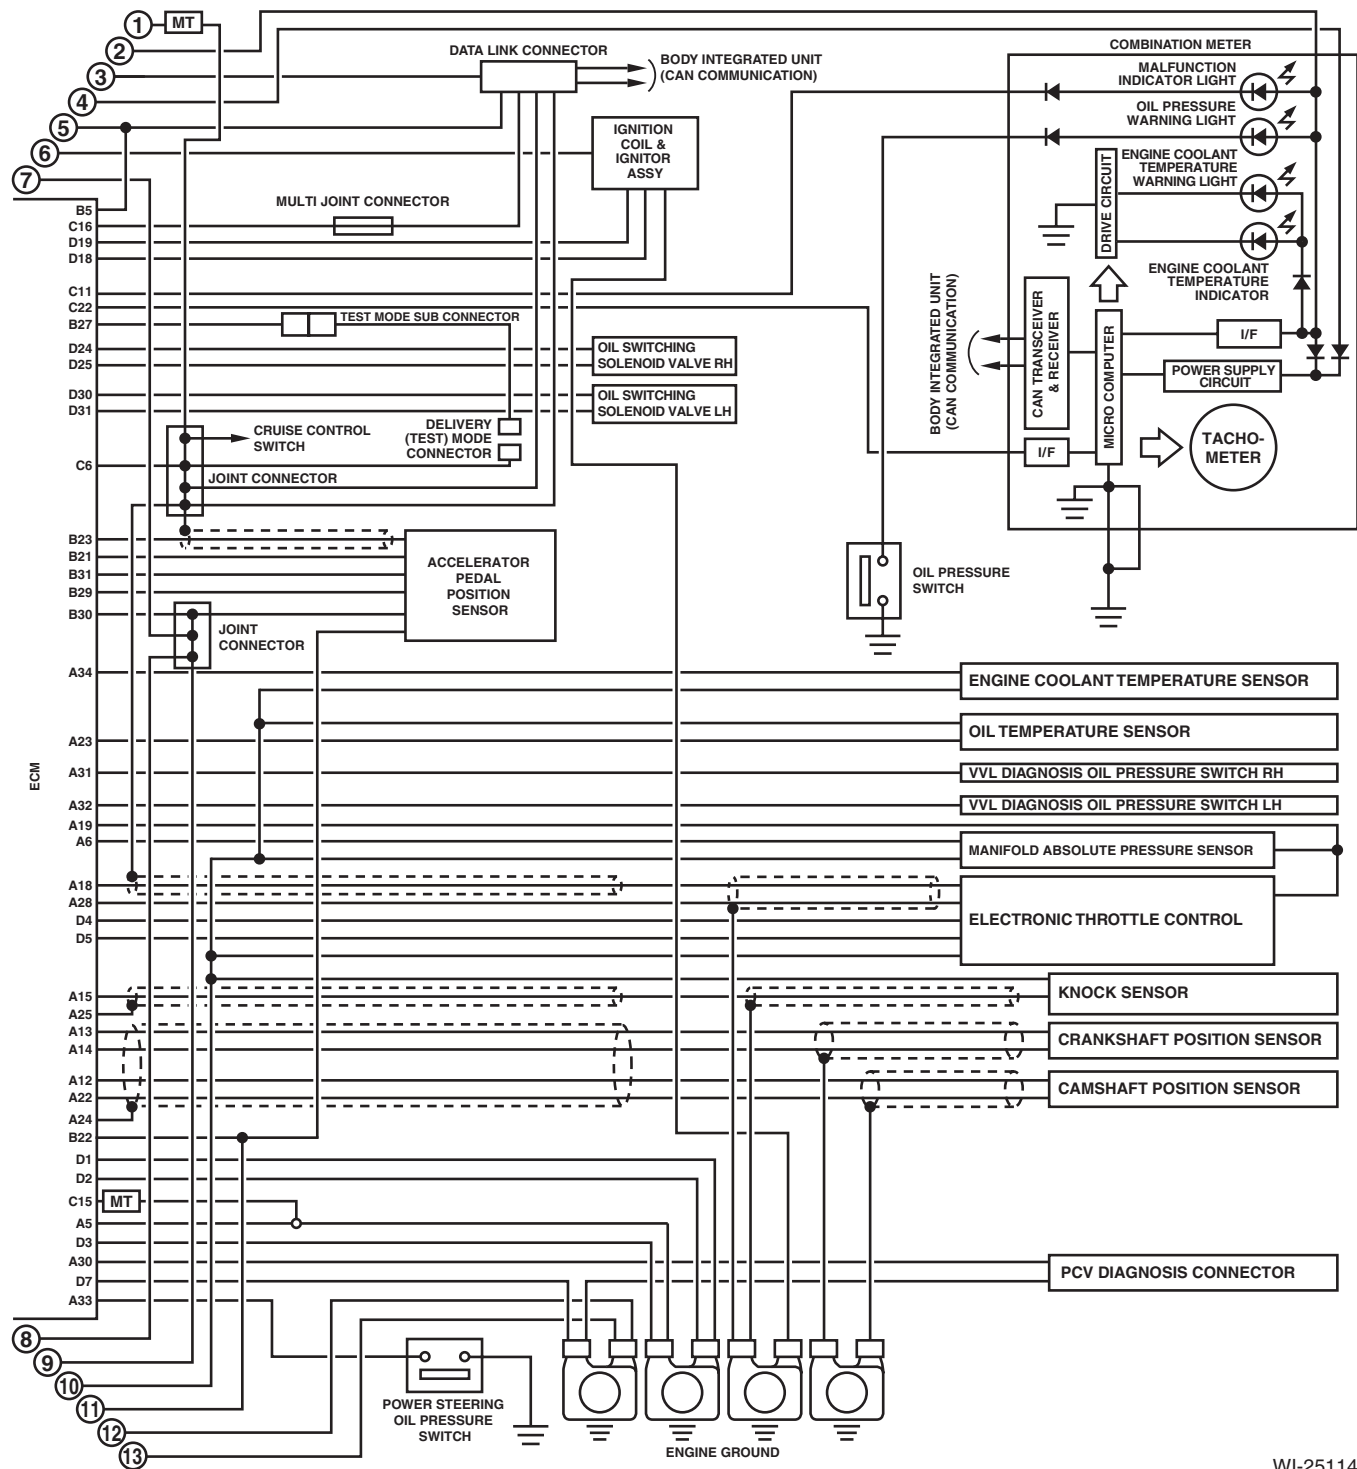 1
MT
2
3
4
5
6
7
DATA LINK CONNECTOR
BODY INTEGRATED UNIT
(CAN COMMUNICATION)
COMBINATION METER
MALFUNCTION
INDICATOR LIGHT
OIL PRESSURE
WARNING LIGHT
ENGINE COOLANT
TEMPERATURE
WARNING LIGHT
IGNITION
COIL &
IGNITOR
ASSY
DRIVE CIRCUIT
ENGINE COOLANT
TEMPERATURE
INDICATOR
MULTI JOINT CONNECTOR
B5
C16
D19
D18
C11
C22
B27
TEST MODE SUB CONNECTOR
D24
D25
OIL SWITCHING
SOLENOID VALVE RH
D30
D31
OIL SWITCHING
SOLENOID VALVE LH
BODY INTEGRATED UNIT
(CAN COMMUNICATION)
CAN TRANSCEIVER
& RECEIVER
MICRO COMPUTER
I/F
POWER SUPPLY
CIRCUIT
I/F
TACHO-
METER
CRUISE CONTROL
SWITCH
DELIVERY
(TEST) MODE
CONNECTOR
C6
JOINT CONNECTOR
B23
B21
B31
B29
B30
ACCELERATOR
PEDAL
POSITION
SENSOR
OIL PRESSURE
SWITCH
JOINT
CONNECTOR
A34
ENGINE COOLANT TEMPERATURE SENSOR
A23
OIL TEMPERATURE SENSOR
ECM
A31
VVL DIAGNOSIS OIL PRESSURE SWITCH RH
A32
VVL DIAGNOSIS OIL PRESSURE SWITCH LH
A19
A6
MANIFOLD ABSOLUTE PRESSURE SENSOR
A18
A28
D4
D5
ELECTRONIC THROTTLE CONTROL
A15
A25
KNOCK SENSOR
A13
A14
CRANKSHAFT POSITION SENSOR
A12
A22
CAMSHAFT POSITION SENSOR
A24
B22
D1
D2
C15
MT
A5
D3
A30
D7
PCV DIAGNOSIS CONNECTOR
A33
8
9
10
11
12
13
POWER STEERING
OIL PRESSURE
SWITCH
ENGINE GROUND
WI-25114